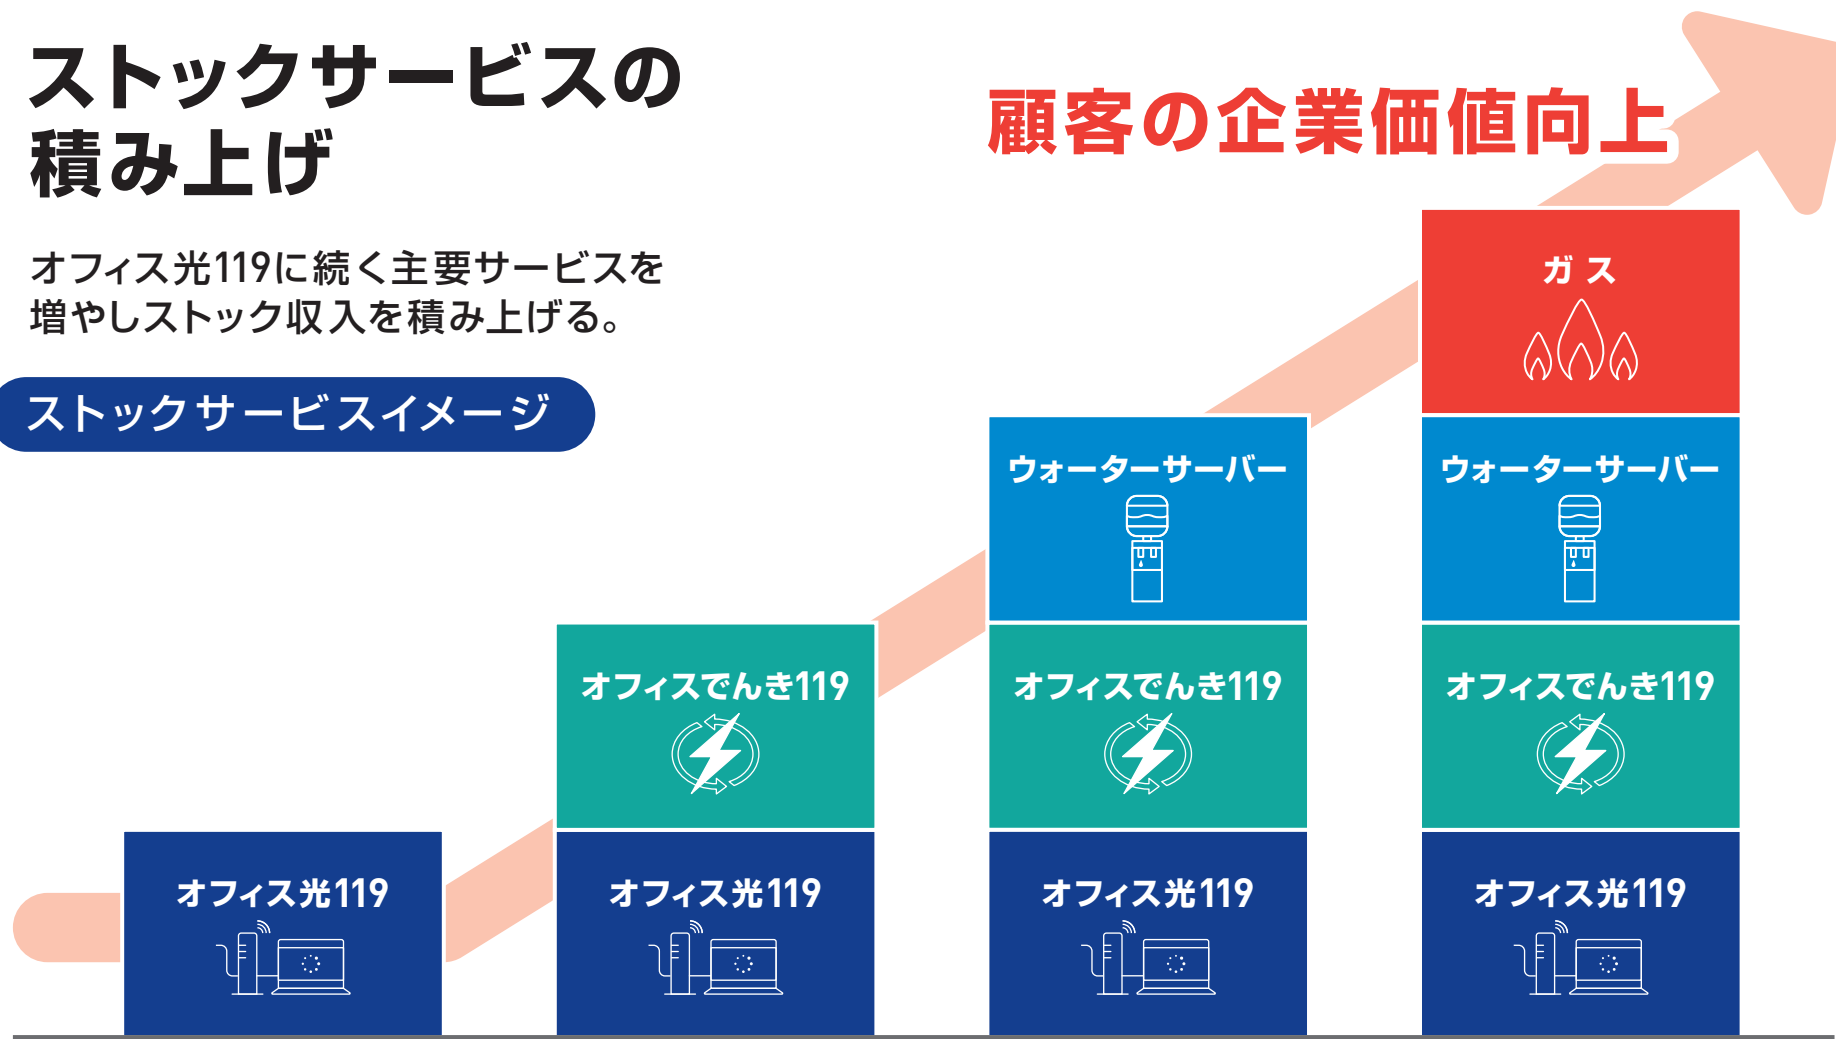 ストックサービスの
積み上げ
オフィス光119に続く主要サービスを
増やしストック収入を積み上げる。
ストックサービスイメージ
顧客の企業価値向上
オフィス光119
オフィスでんき119
オフィス光119
ウォーターサーバー
オフィスでんき119
オフィス光119
ガス
ウォーターサーバー
オフィスでんき119
オフィス光119